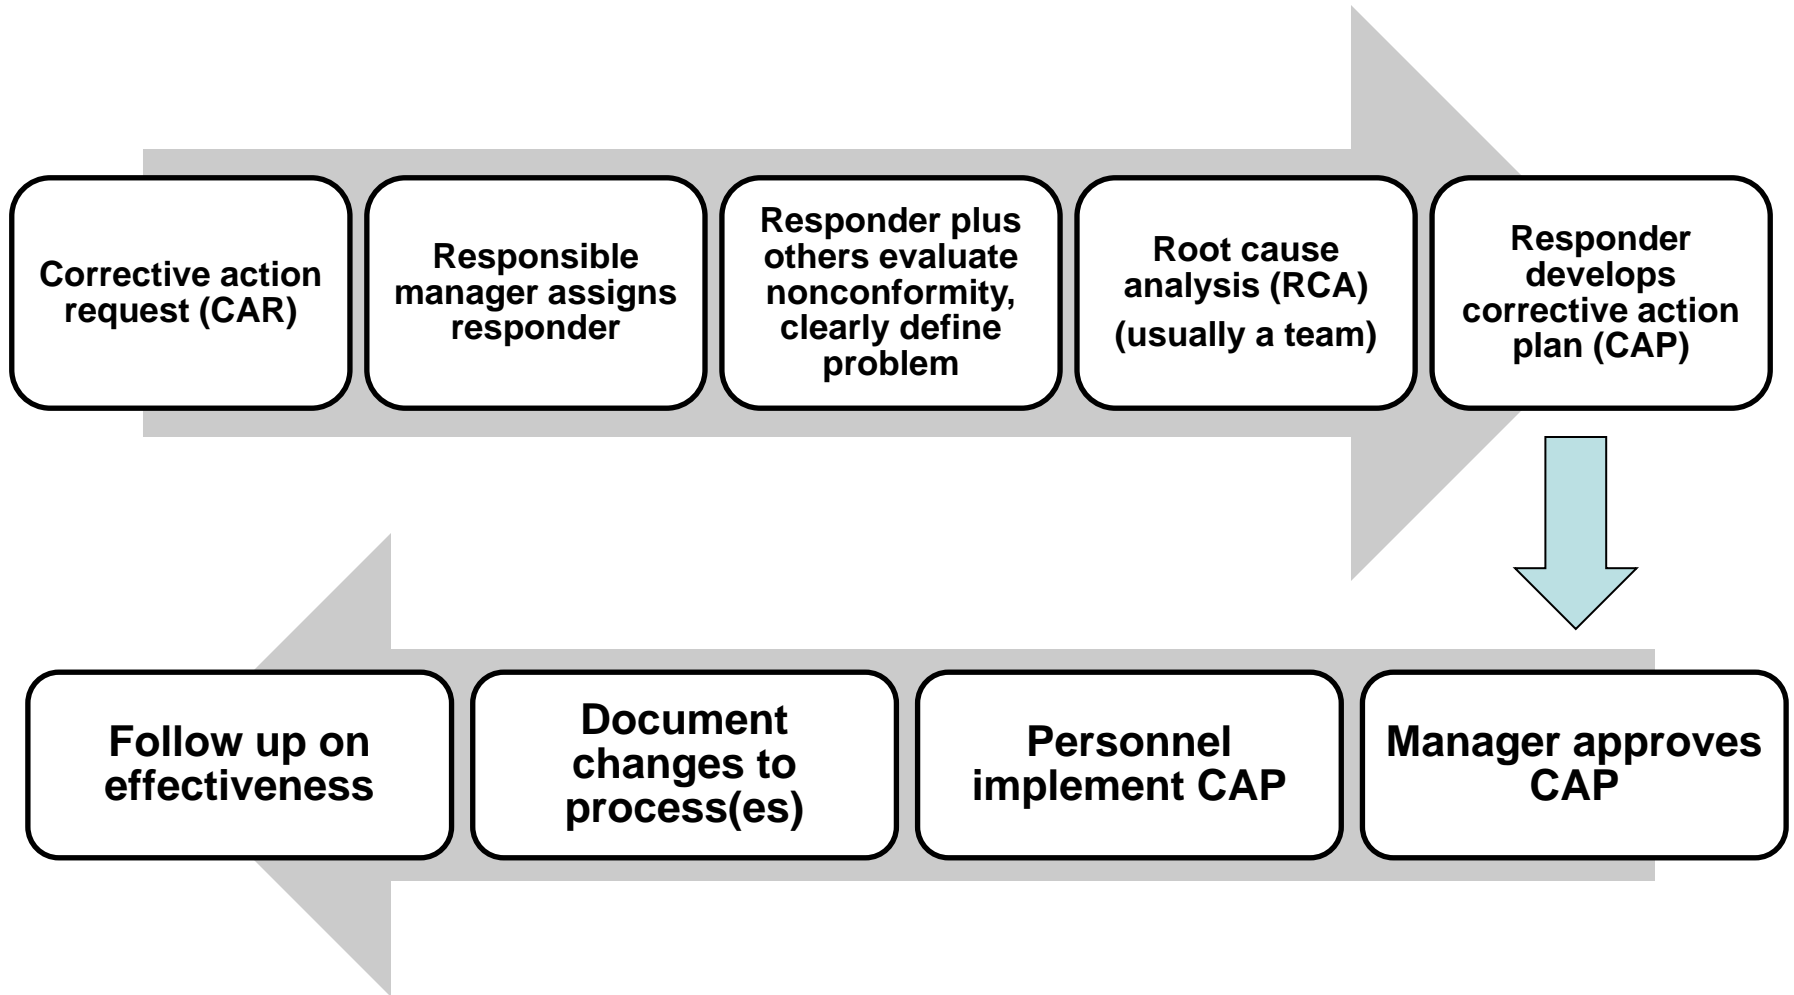 Corrective action
request (CAR)
Responsible
manager assigns
responder
Responder plus
others evaluate
nonconformity,
clearly define
problem
Root cause
analysis (RCA)
(usually a team)
Responder
develops
corrective action
plan (CAP)
Follow up on
effectiveness
Document
changes to
process(es)
Personnel
implement CAP
Manager approves
CAP